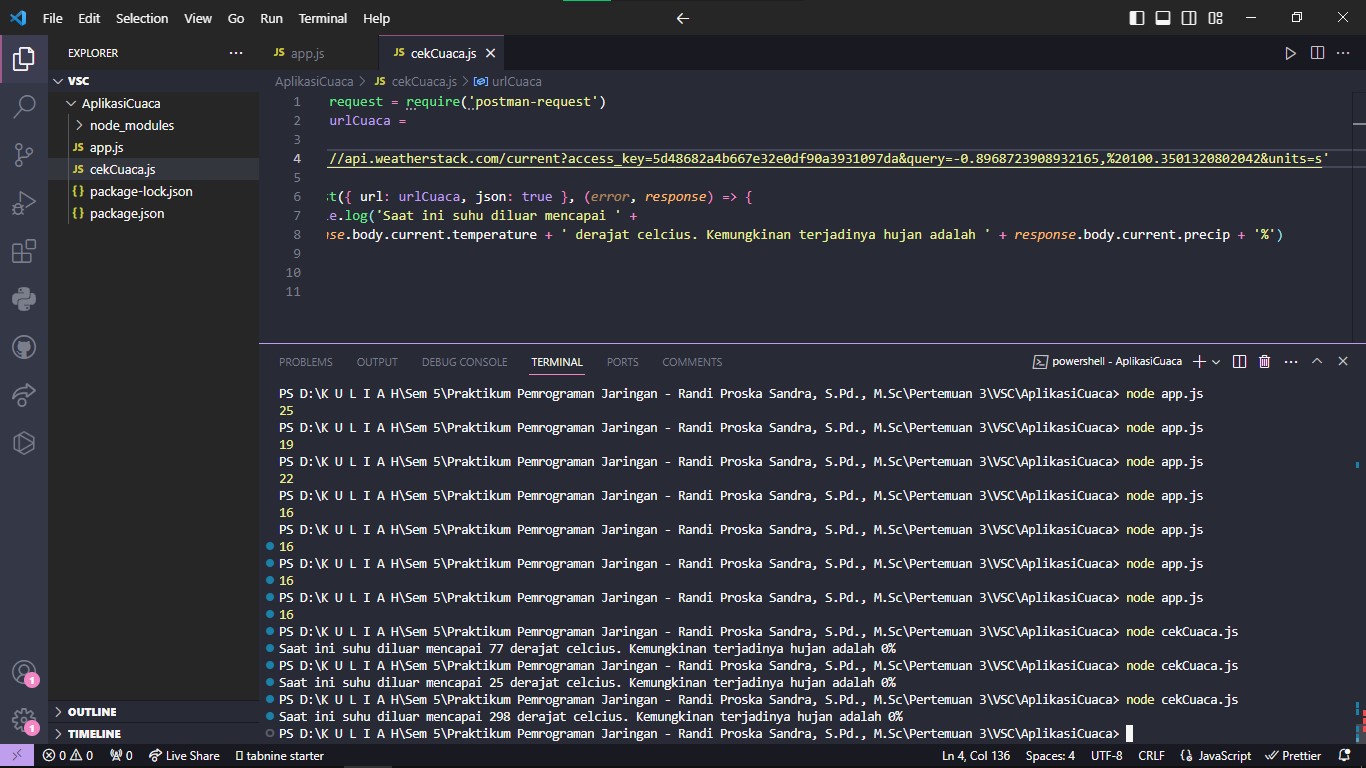 File Edit Selection View Go Run Terminal Help
EXPLORER
JS app.js
JS cekCuaca.js
VSC
AplikasiCuaca > JS cekCuaca.js > urlCuaca
AplikasiCuaca
node_modules
JS app.js
JS cekCuaca.js
{} package-lock.json
{} package.json
1 request = require('postman-request')
2 urlCuaca =
3
4 //api.weatherstack.com/current?access_key=5d48682a4b667e32e0df90a3931097da&query=-0.8968723908932165,%20100.3501320802042&units=s'
5
6 t({ url: urlCuaca, json: true }, (error, response) => {
7 e.log('Saat ini suhu diluar mencapai ' +
8 se.body.current.temperature + ' derajat celcius. Kemungkinan terjadinya hujan adalah ' + response.body.current.precip + '%')
9
10
11
PROBLEMS OUTPUT DEBUG CONSOLE TERMINAL PORTS COMMENTS
powershell - AplikasiCuaca
PS D:\K U L I A H\Sem 5\Praktikum Pemrograman Jaringan - Randi Proska Sandra, S.Pd., M.Sc\Pertemuan 3\VSC\AplikasiCuaca> node app.js
25
PS D:\K U L I A H\Sem 5\Praktikum Pemrograman Jaringan - Randi Proska Sandra, S.Pd., M.Sc\Pertemuan 3\VSC\AplikasiCuaca> node app.js
19
PS D:\K U L I A H\Sem 5\Praktikum Pemrograman Jaringan - Randi Proska Sandra, S.Pd., M.Sc\Pertemuan 3\VSC\AplikasiCuaca> node app.js
22
PS D:\K U L I A H\Sem 5\Praktikum Pemrograman Jaringan - Randi Proska Sandra, S.Pd., M.Sc\Pertemuan 3\VSC\AplikasiCuaca> node app.js
16
PS D:\K U L I A H\Sem 5\Praktikum Pemrograman Jaringan - Randi Proska Sandra, S.Pd., M.Sc\Pertemuan 3\VSC\AplikasiCuaca> node app.js
16
PS D:\K U L I A H\Sem 5\Praktikum Pemrograman Jaringan - Randi Proska Sandra, S.Pd., M.Sc\Pertemuan 3\VSC\AplikasiCuaca> node app.js
16
PS D:\K U L I A H\Sem 5\Praktikum Pemrograman Jaringan - Randi Proska Sandra, S.Pd., M.Sc\Pertemuan 3\VSC\AplikasiCuaca> node app.js
16
PS D:\K U L I A H\Sem 5\Praktikum Pemrograman Jaringan - Randi Proska Sandra, S.Pd., M.Sc\Pertemuan 3\VSC\AplikasiCuaca> node cekCuaca.js
Saat ini suhu diluar mencapai 77 derajat celcius. Kemungkinan terjadinya hujan adalah 0%
PS D:\K U L I A H\Sem 5\Praktikum Pemrograman Jaringan - Randi Proska Sandra, S.Pd., M.Sc\Pertemuan 3\VSC\AplikasiCuaca> node cekCuaca.js
Saat ini suhu diluar mencapai 25 derajat celcius. Kemungkinan terjadinya hujan adalah 0%
PS D:\K U L I A H\Sem 5\Praktikum Pemrograman Jaringan - Randi Proska Sandra, S.Pd., M.Sc\Pertemuan 3\VSC\AplikasiCuaca> node cekCuaca.js
Saat ini suhu diluar mencapai 298 derajat celcius. Kemungkinan terjadinya hujan adalah 0%
PS D:\K U L I A H\Sem 5\Praktikum Pemrograman Jaringan - Randi Proska Sandra, S.Pd., M.Sc\Pertemuan 3\VSC\AplikasiCuaca>
1
OUTLINE
1
TIMELINE
0 0 0 Live Share tabnine starter
Ln 4, Col 136 Spaces: 4 UTF-8 CRLF {} JavaScript Prettier